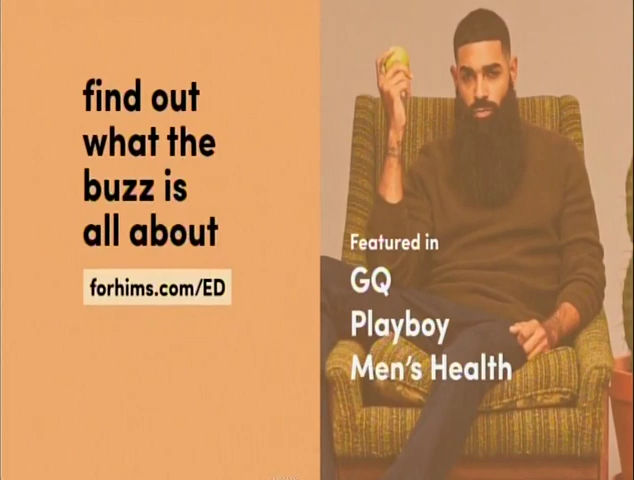 find out
what the
buzz is
all about
forhims.com/ED
Featured in
GQ
Playboy
Men's Health